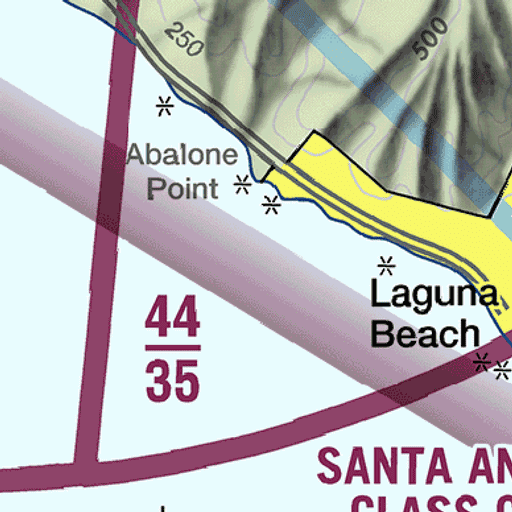 250
500
Abalone
Point
Laguna
Beach
44
35
SANTA AN
CLASS